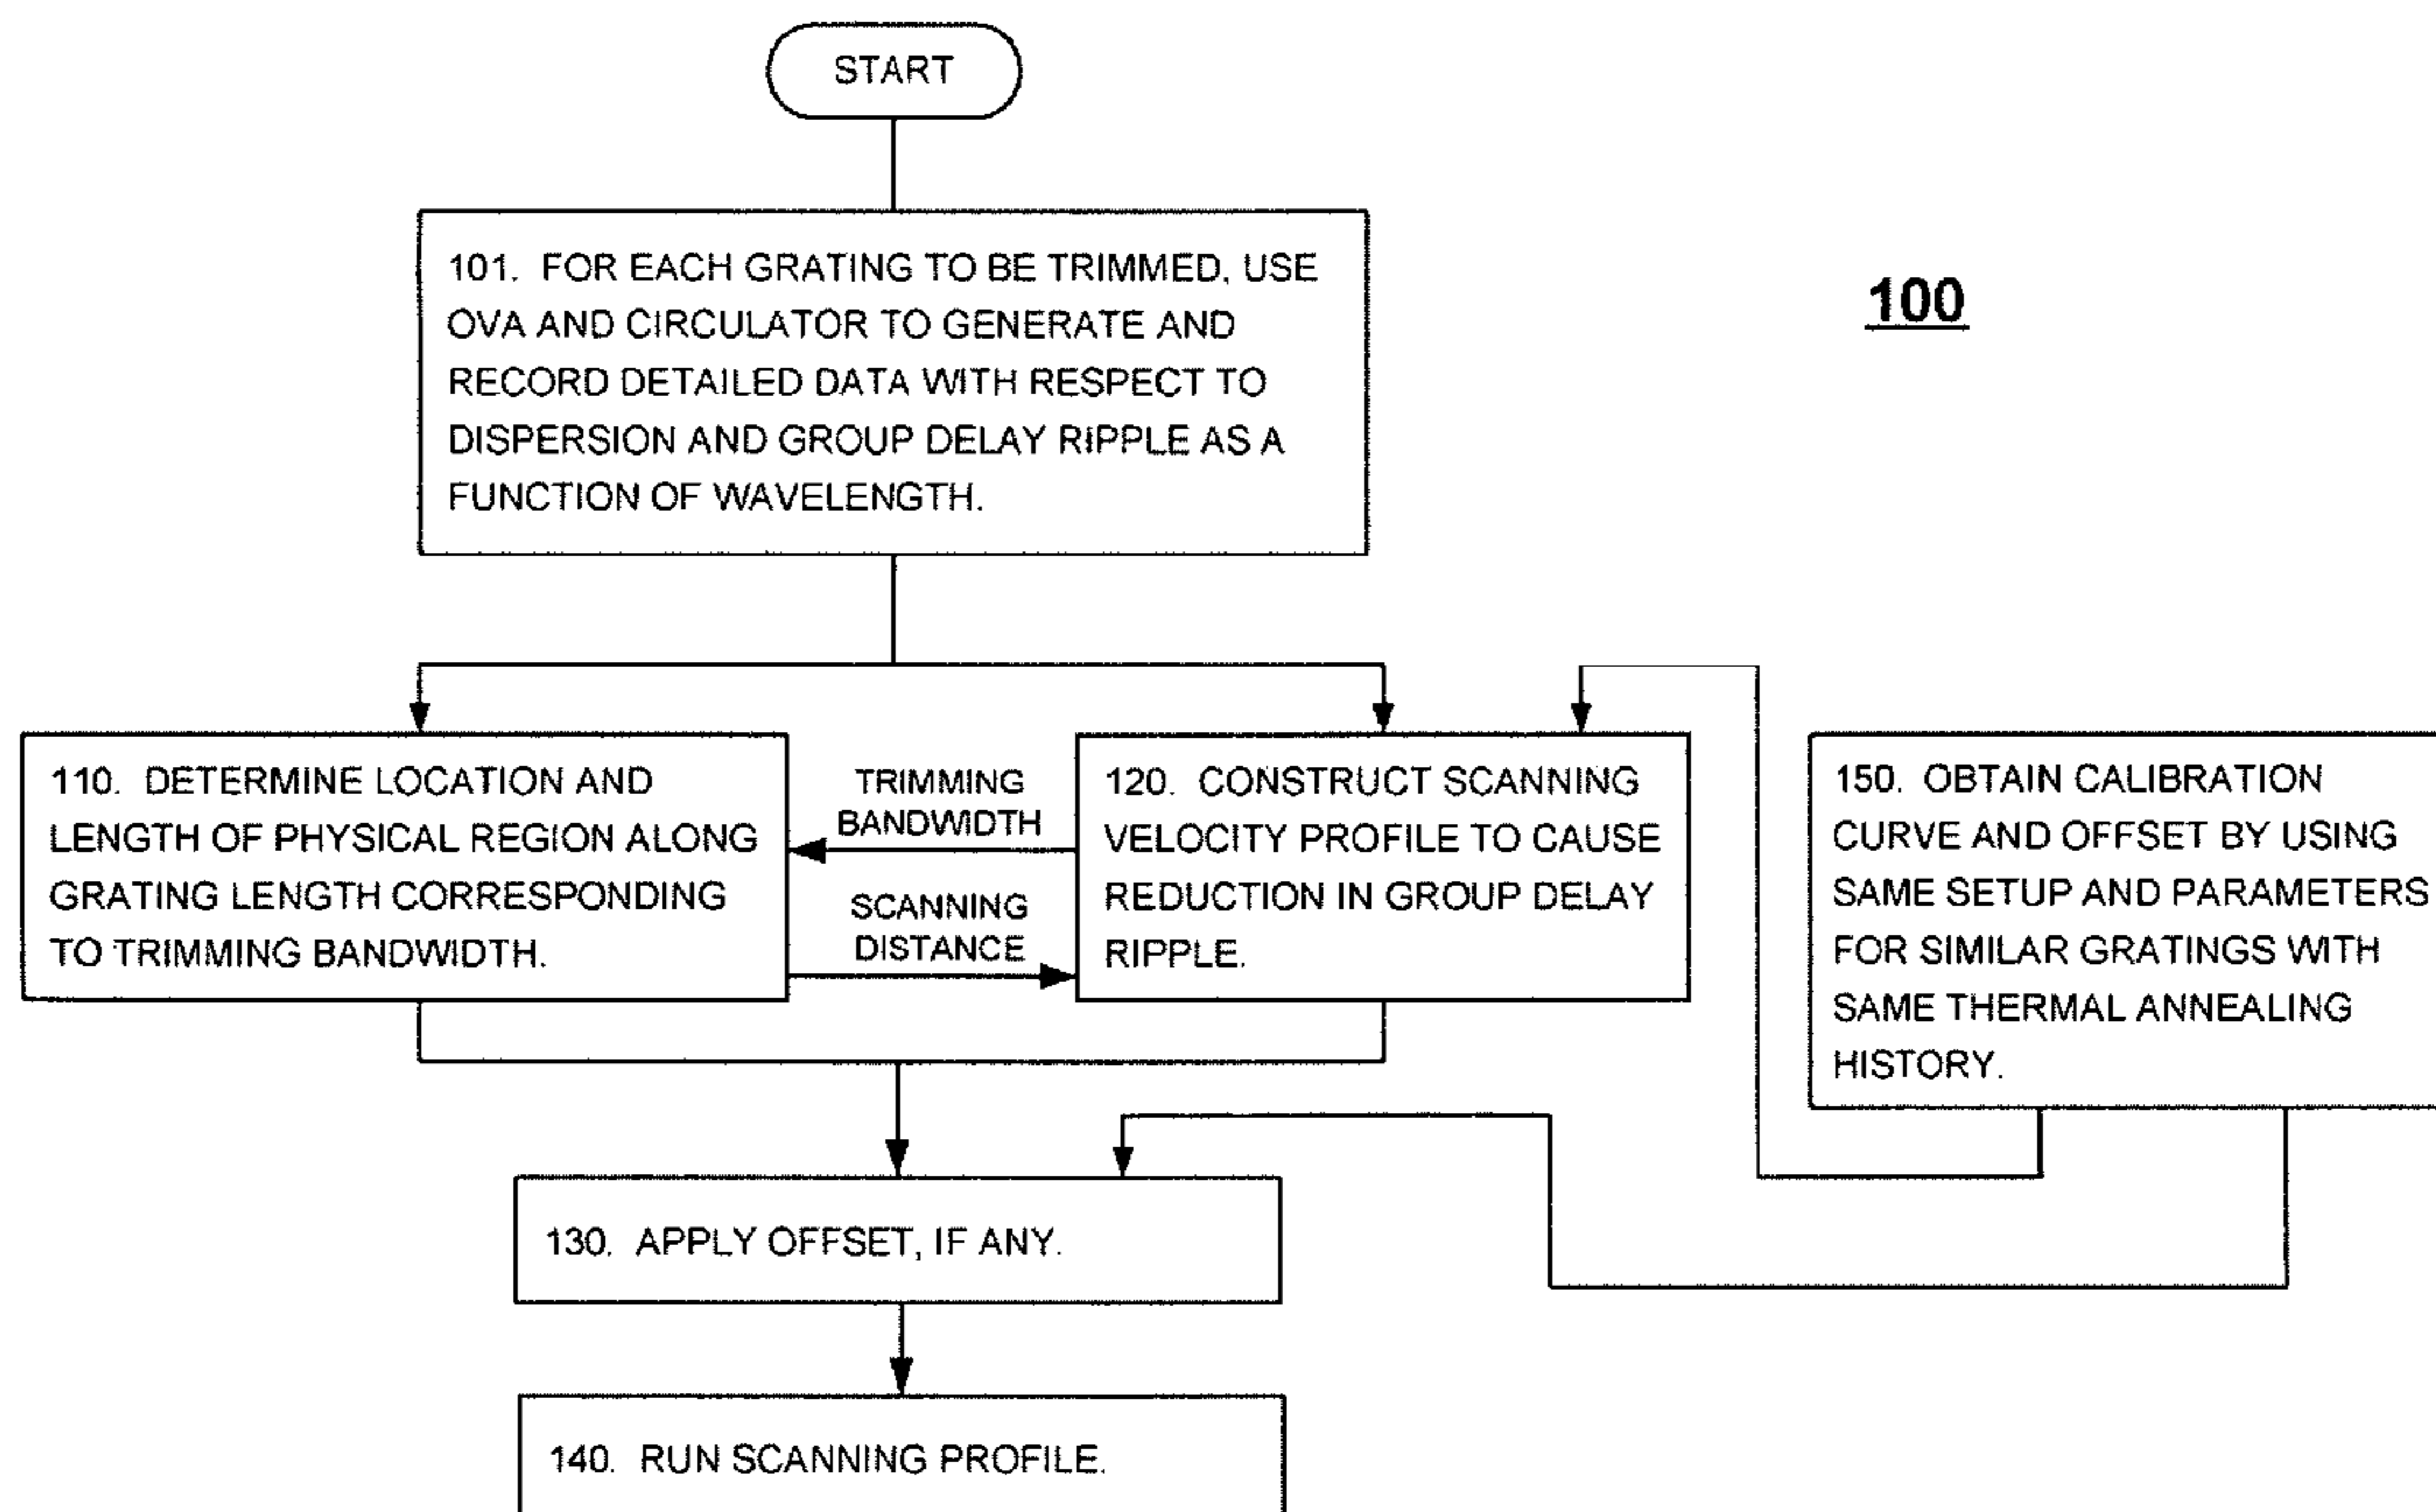 START
101. FOR EACH GRATING TO BE TRIMMED, USE
OVA AND CIRCULATOR TO GENERATE AND
RECORD DETAILED DATA WITH RESPECT TO
DISPERSION AND GROUP DELAY RIPPLE AS A
FUNCTION OF WAVELENGTH.
100
110. DETERMINE LOCATION AND
LENGTH OF PHYSICAL REGION ALONG
GRATING LENGTH CORRESPONDING
TO TRIMMING BANDWIDTH.
TRIMMING
BANDWIDTH
SCANNING
DISTANCE
120. CONSTRUCT SCANNING
VELOCITY PROFILE TO CAUSE
REDUCTION IN GROUP DELAY
RIPPLE.
150. OBTAIN CALIBRATION
CURVE AND OFFSET BY USING
SAME SETUP AND PARAMETERS
FOR SIMILAR GRATINGS WITH
SAME THERMAL ANNEALING
HISTORY.
130. APPLY OFFSET, IF ANY.
140. RUN SCANNING PROFILE.